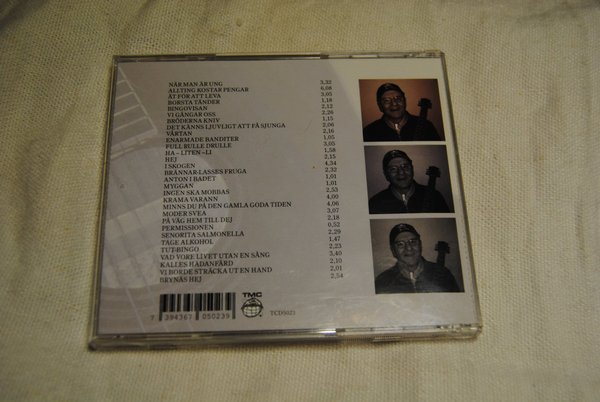 NÄR MAN ÄR UNG 3,32
ALLTING KOSTAR PENGAR 6,08
ÄT FÖR ATT LEVA 3,05
BORSTA TÄNDER 1,18
BINGOVISAN 2,12
VI GÅNGAR OSS 2,26
BRÖDERNA KNIV 1,15
DET KÄNNS LJUVLIGT ATT FÅ SJUNGA 2,06
VÅRTAN 2,16
ENARMADE BANDITER 1,05
FULL RULLE DRULLE 3,05
HA - LITEN -LI 1,58
HEJ 2,15
I SKOGEN 4,34
BRÄNNAR-LASSES FRUGA 2,32
ANTON I BADET 1,01
MYGGAN 1,01
INGEN SKA MOBBAS 2,53
KRAMA VARANN 4,00
MINNS DU PÅ DEN GAMLA GODA TIDEN 4,06
MODER SVEA 3,07
PÅ VÄG HEM TILL DEJ 2,18
PERMISSIONEN 0,52
SENORITA SALMONELLA 2,29
TAGE ALKOHOL 1,47
TUT-BINGO 2,23
VAD VORE LIVET UTAN EN SÅNG 3,40
KALLES HÄDANFÄRD 2,10
VI BORDE STRÄCKA UT EN HAND 2,01
BRYNÄS HEJ 2,54
TMC
7 394367 050239
TCD5023